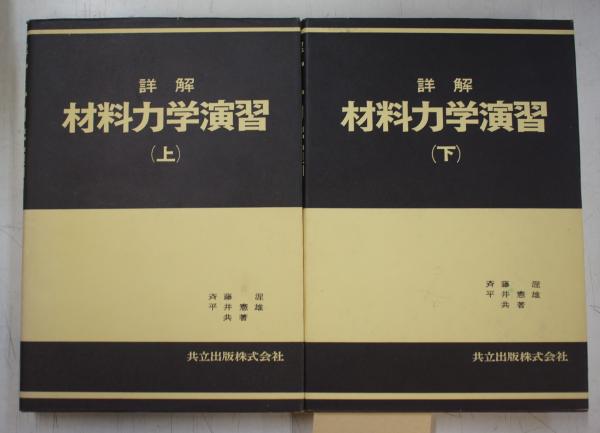 詳解
材料力学演習
(上)
斉藤渥
平井憲雄
共著
共立出版株式会社
詳解
材料力学演習
(下)
斉藤渥
平井憲雄
共著
共立出版株式会社